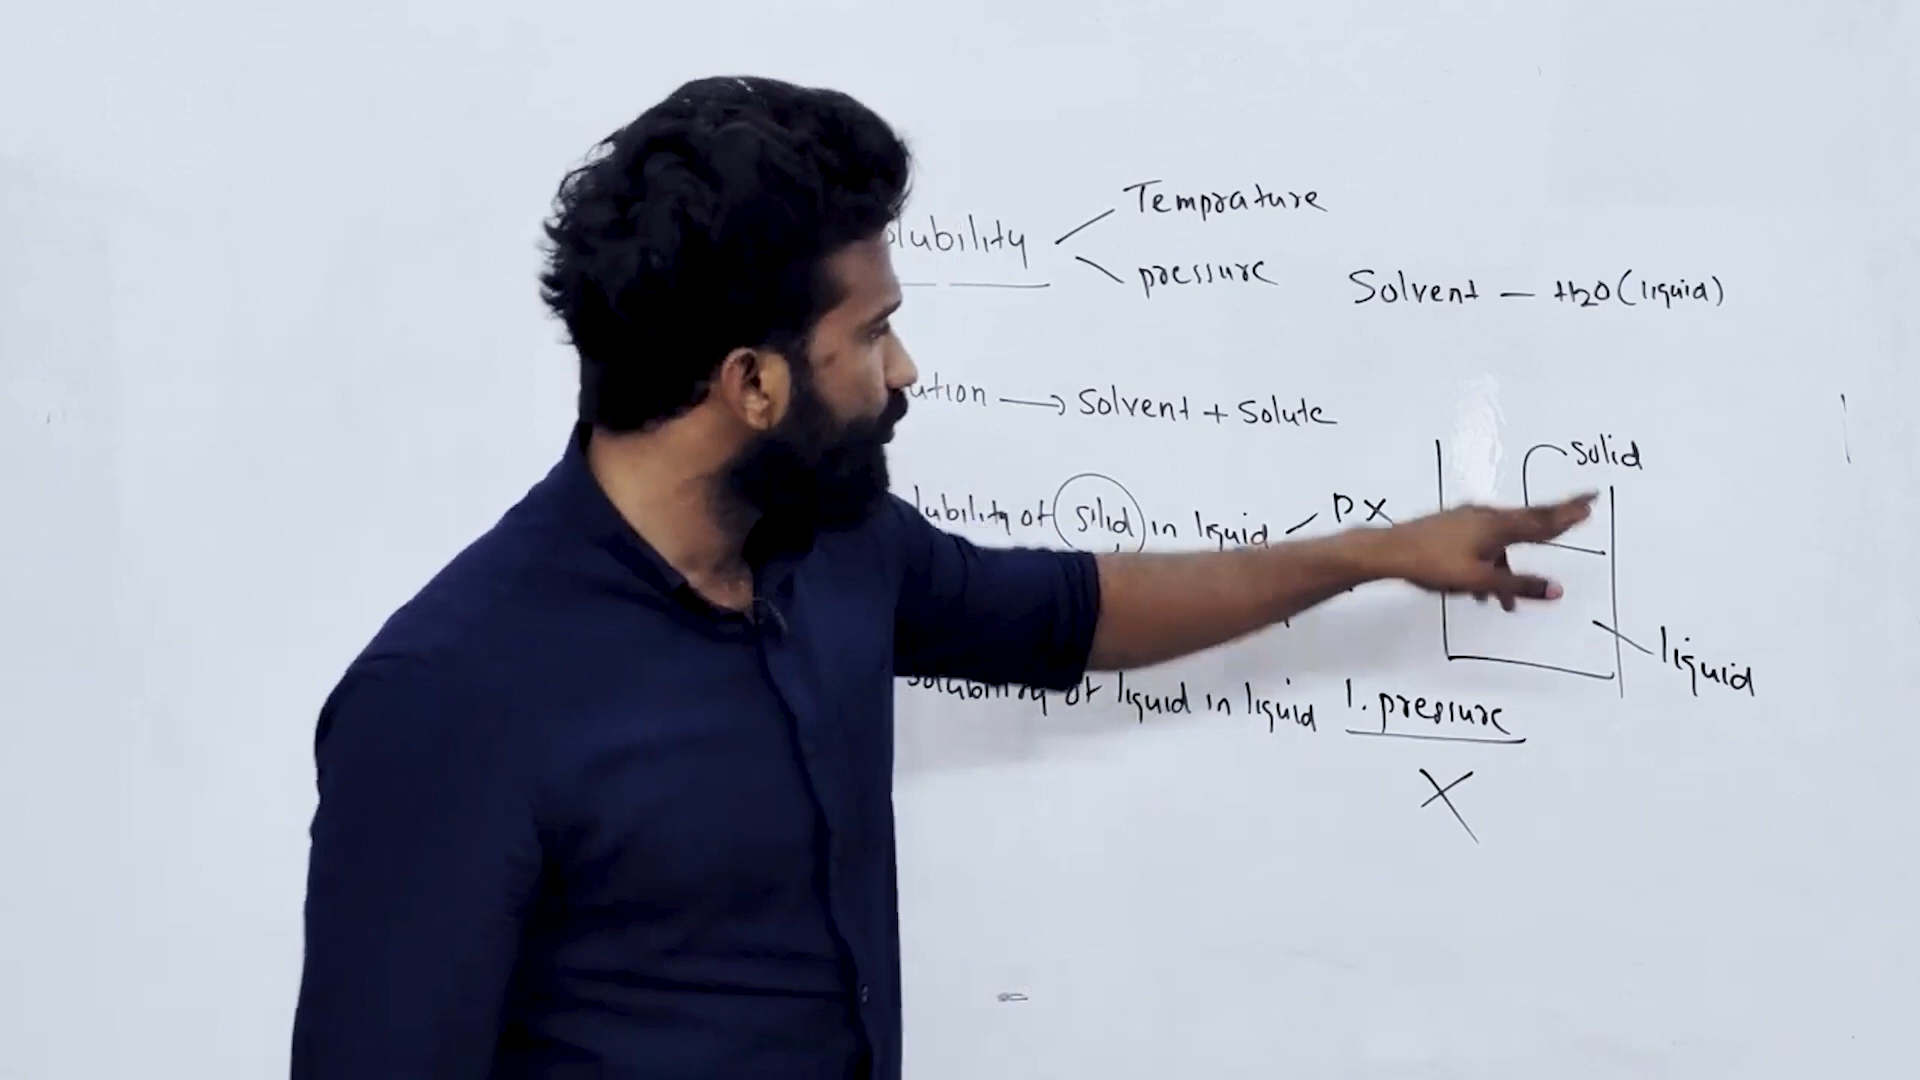 Temprature
olubility
pressure
Solvent — H2O (liquid)
ution → Solvent + Solute
solid
lubility of solid in liquid — P X
liquid
solubility of liquid in liquid 1. pressure
X